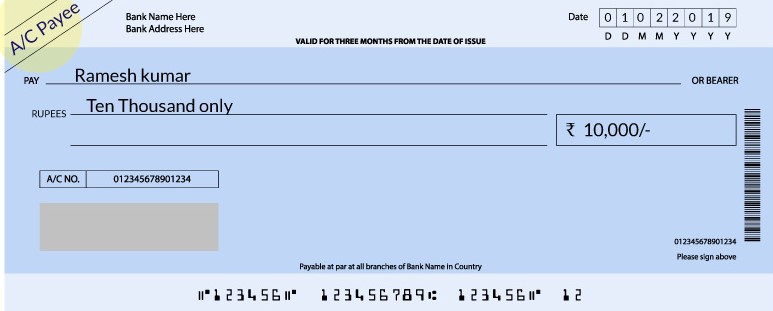 A/C Payee
Bank Name Here
Bank Address Here
Date 0 1 0 2 2 0 1 9
D D M M Y Y Y Y
VALID FOR THREE MONTHS FROM THE DATE OF ISSUE
PAY Ramesh kumar OR BEARER
RUPEES Ten Thousand only
₹ 10,000/-
A/C NO. 012345678901234
012345678901234
Please sign above
Payable at par at all branches of Bank Name in Country
⑈123456⑈ 123456789⑆ 123456⑈ 12